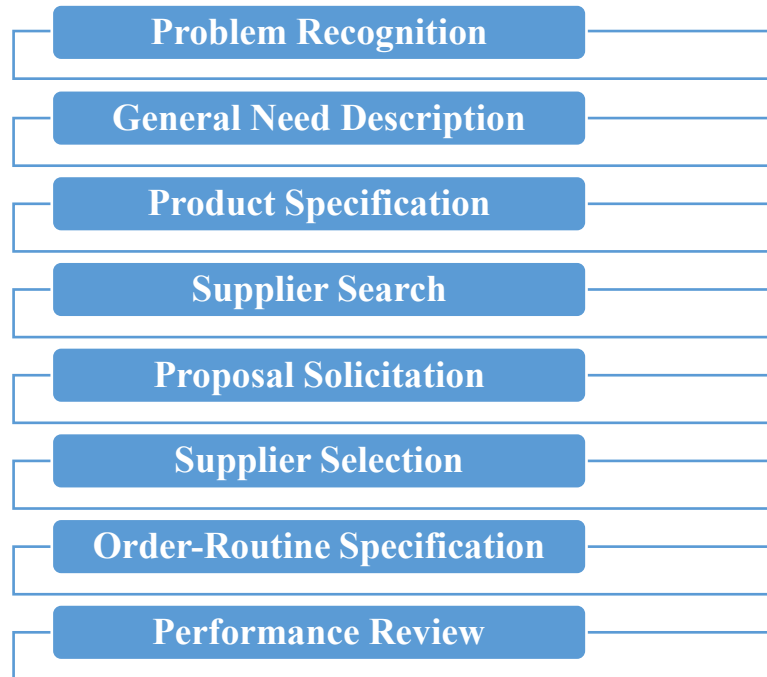 Problem Recognition
General Need Description
Product Specification
Supplier Search
Proposal Solicitation
Supplier Selection
Order-Routine Specification
Performance Review